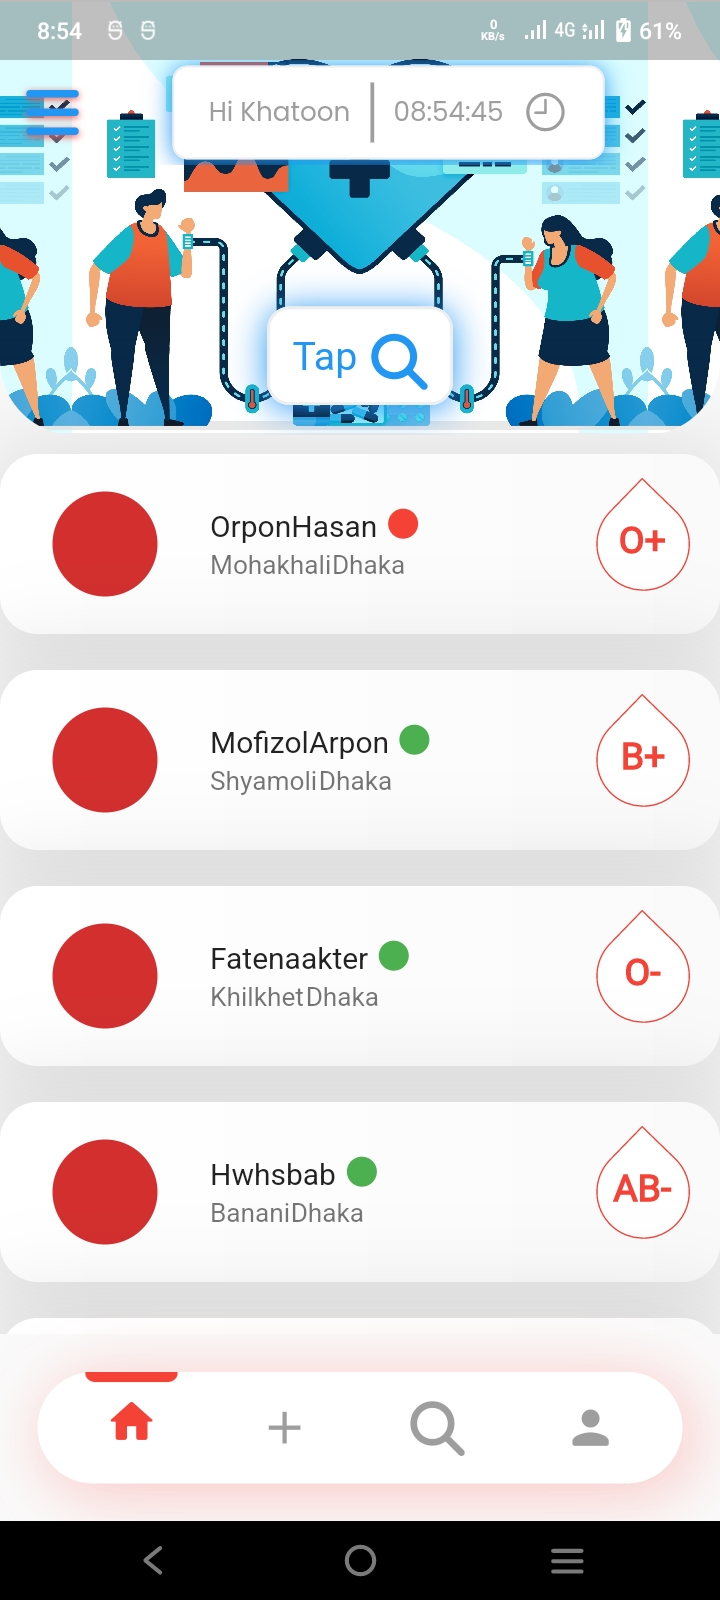 8:54 0 KB/s 4G 61%
Hi Khatoon 08:54:45
Tap
OrponHasan
MohakhaliDhaka
O+
MofizolArpon
ShyamoliDhaka
B+
Fatenaakter
KhilkhetDhaka
O-
Hwhsbab
BananiDhaka
AB-